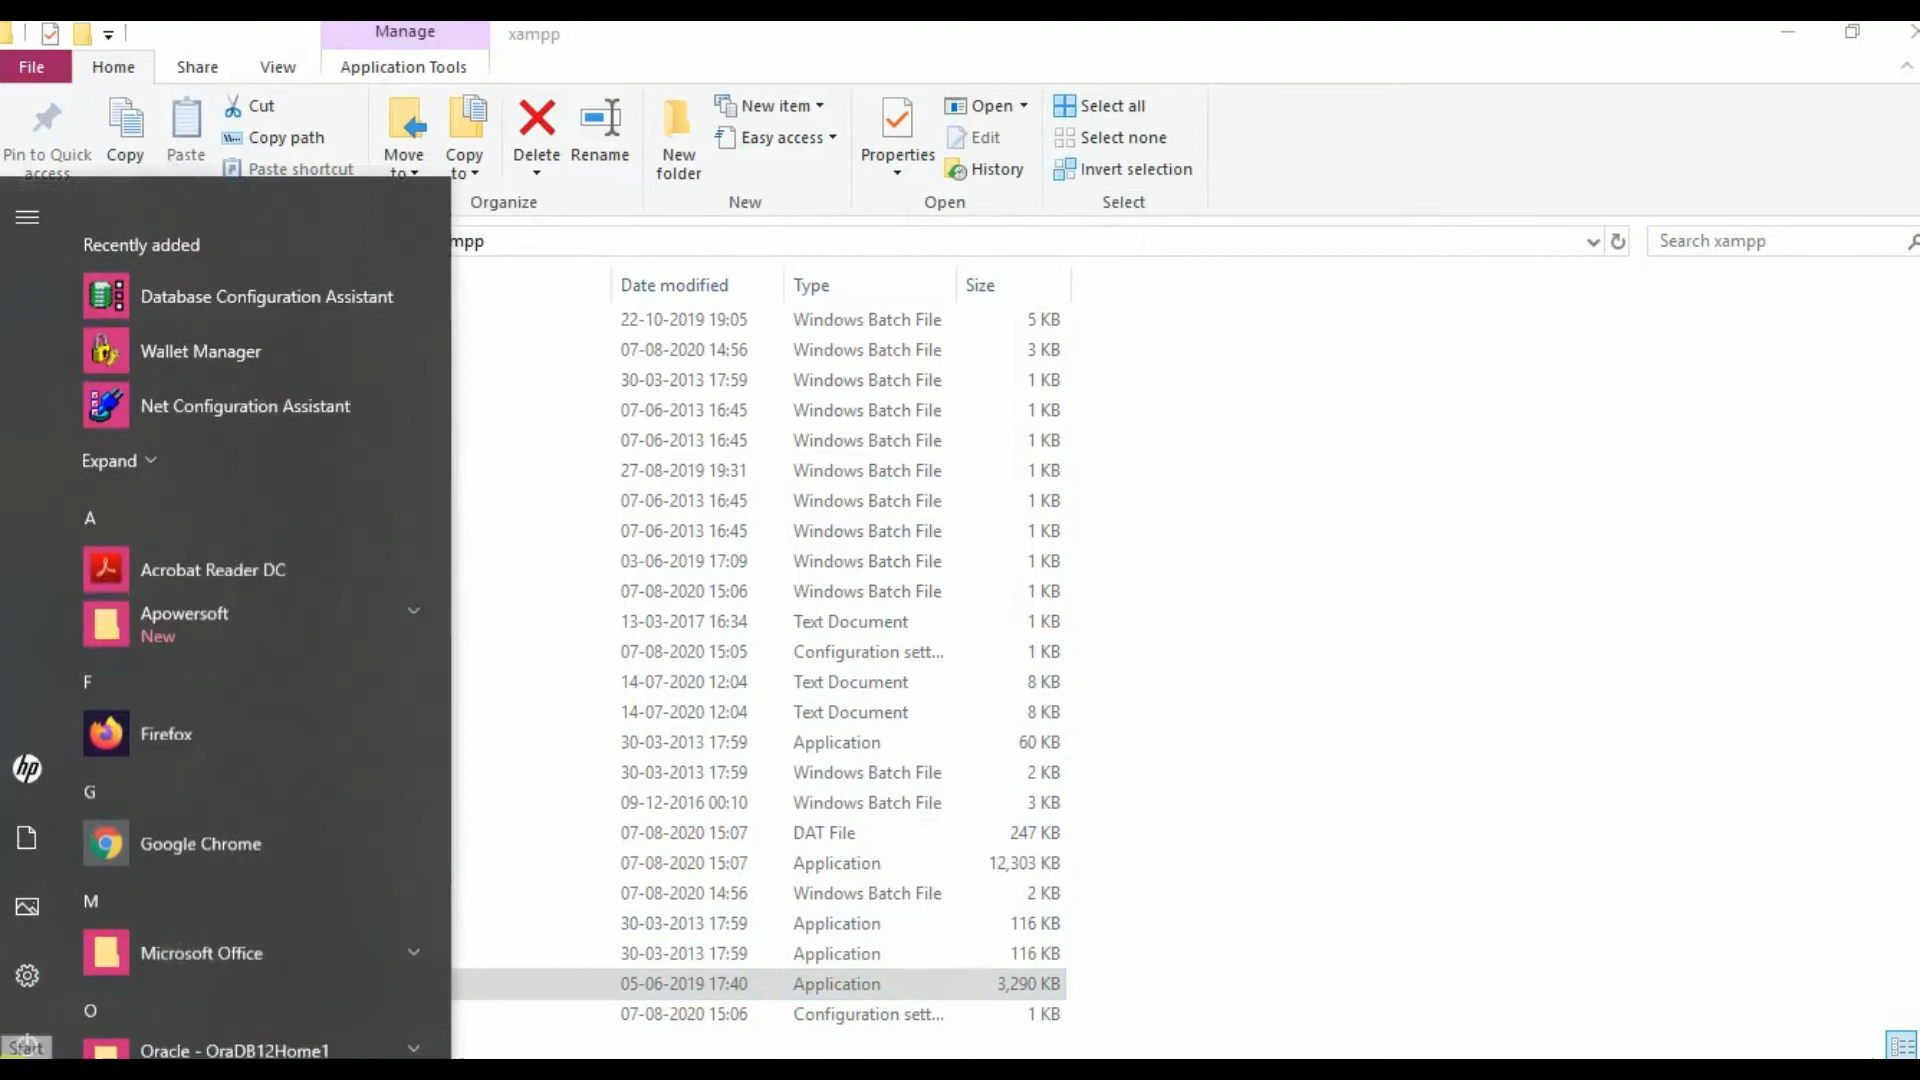 Manage
xampp
File
Home
Share
View
Application Tools
Pin to Quick
access
Copy
Paste
Cut
Copy path
Paste shortcut
Move
to
Copy
to
Delete
Rename
New
folder
New item
Easy access
Properties
Open
Edit
History
Select all
Select none
Invert selection
Organize
New
Open
Select
mpp
Search xampp
Date modified Type Size
22-10-2019 19:05 Windows Batch File 5 KB
07-08-2020 14:56 Windows Batch File 3 KB
30-03-2013 17:59 Windows Batch File 1 KB
07-06-2013 16:45 Windows Batch File 1 KB
07-06-2013 16:45 Windows Batch File 1 KB
27-08-2019 19:31 Windows Batch File 1 KB
07-06-2013 16:45 Windows Batch File 1 KB
07-06-2013 16:45 Windows Batch File 1 KB
03-06-2019 17:09 Windows Batch File 1 KB
07-08-2020 15:06 Windows Batch File 1 KB
13-03-2017 16:34 Text Document 1 KB
07-08-2020 15:05 Configuration sett... 1 KB
14-07-2020 12:04 Text Document 8 KB
14-07-2020 12:04 Text Document 8 KB
30-03-2013 17:59 Application 60 KB
30-03-2013 17:59 Windows Batch File 2 KB
09-12-2016 00:10 Windows Batch File 3 KB
07-08-2020 15:07 DAT File 247 KB
07-08-2020 15:07 Application 12,303 KB
07-08-2020 14:56 Windows Batch File 2 KB
30-03-2013 17:59 Application 116 KB
30-03-2013 17:59 Application 116 KB
05-06-2019 17:40 Application 3,290 KB
07-08-2020 15:06 Configuration sett... 1 KB
Recently added
Database Configuration Assistant
Wallet Manager
Net Configuration Assistant
Expand
A
Acrobat Reader DC
Apowersoft
New
F
Firefox
G
Google Chrome
M
Microsoft Office
O
Oracle - OraDB12Home1
hp
Start